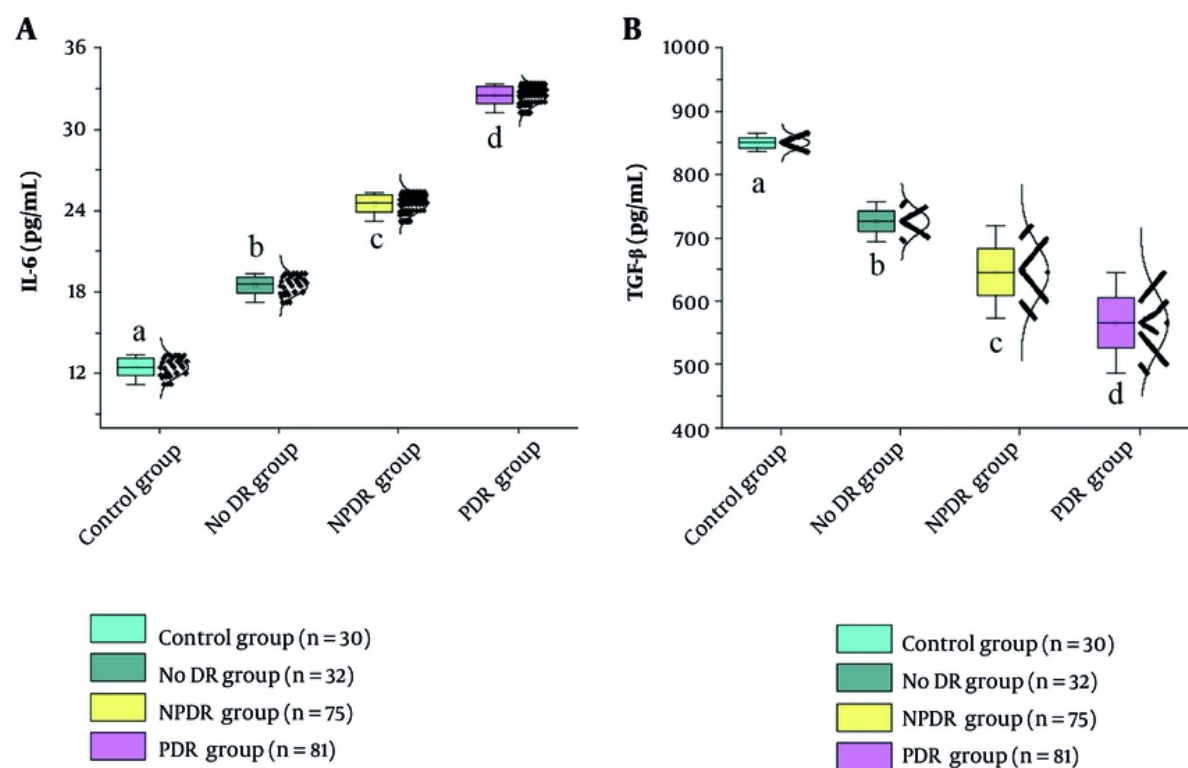 A
IL-6 (pg/mL)
36
30
24
18
12
a
b
c
d
Control group
No DR group
NPDR group
PDR group
Control group (n = 30)
No DR group (n = 32)
NPDR group (n = 75)
PDR group (n = 81)
B
TGF-β (pg/mL)
1000
900
800
700
600
500
400
a
b
c
d
Control group
No DR group
NPDR group
PDR group
Control group (n = 30)
No DR group (n = 32)
NPDR group (n = 75)
PDR group (n = 81)